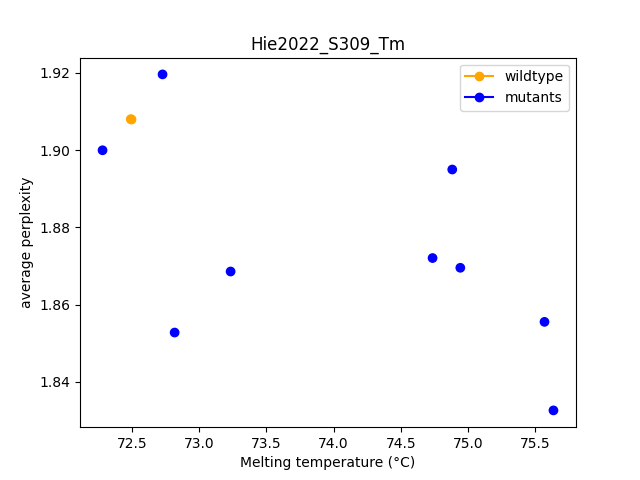 Hie2022_S309_Tm
wildtype
mutants
1.92
1.90
1.88
1.86
1.84
average perplexity
72.5
73.0
73.5
74.0
74.5
75.0
75.5
Melting temperature (°C)